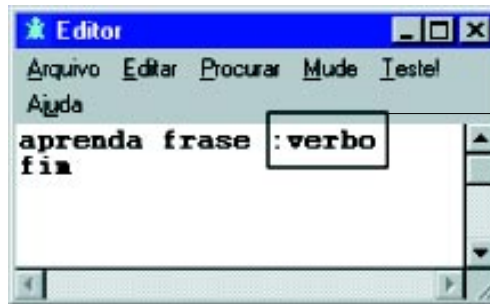 Editor
Arquivo Editar Procurar Mude Teste!
Ajuda
aprenda frase :verbo
fim